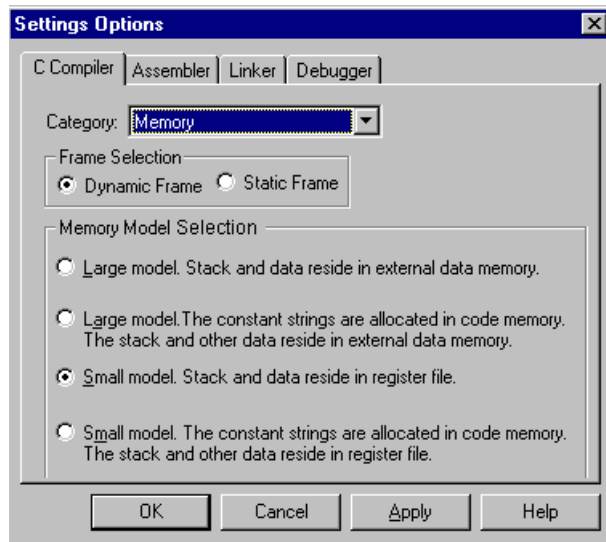 Settings Options
C Compiler Assembler Linker Debugger
Category: Memory
Frame Selection
Dynamic Frame Static Frame
Memory Model Selection
Large model. Stack and data reside in external data memory.
Large model.The constant strings are allocated in code memory.
The stack and other data reside in external data memory.
Small model. Stack and data reside in register file.
Small model. The constant strings are allocated in code memory.
The stack and other data reside in register file.
OK Cancel Apply Help